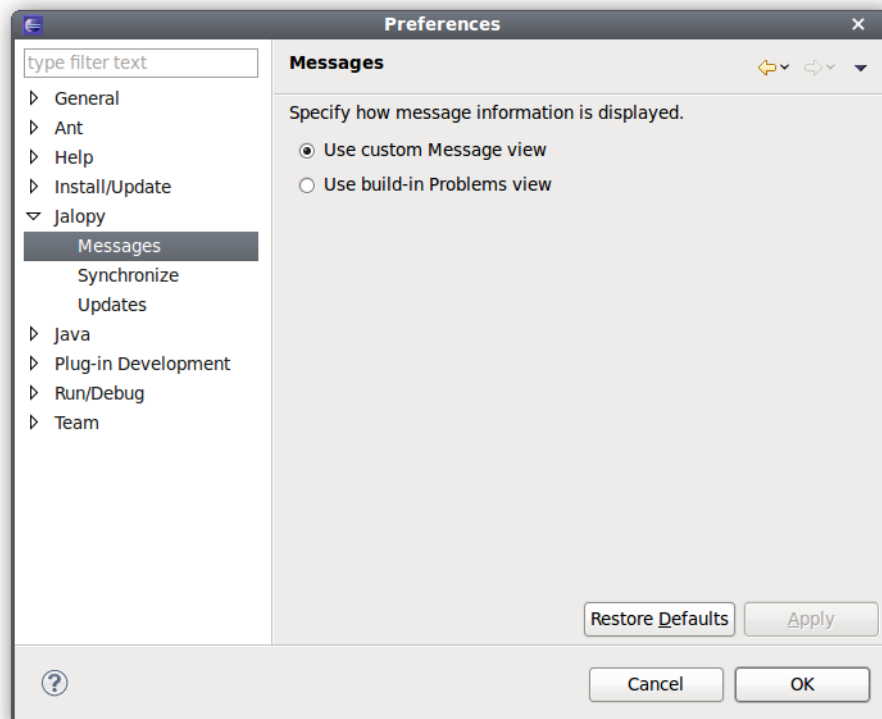 Preferences
type filter text
General
Ant
Help
Install/Update
Jalopy
Messages
Synchronize
Updates
Java
Plug-in Development
Run/Debug
Team
Messages
Specify how message information is displayed.
Use custom Message view
Use build-in Problems view
Restore Defaults
Apply
?
Cancel
OK